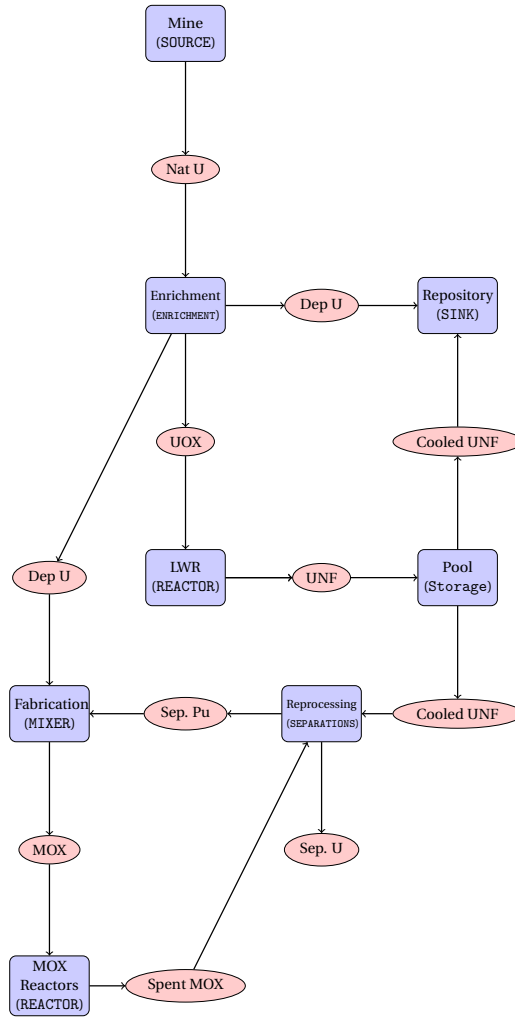 Mine
(SOURCE)
Nat U
Enrichment
(ENRICHMENT)
Dep U
Repository
(SINK)
UOX
Cooled UNF
Dep U
LWR
(REACTOR)
UNF
Pool
(Storage)
Fabrication
(MIXER)
Sep. Pu
Reprocessing
(SEPARATIONS)
Cooled UNF
MOX
Sep. U
MOX
Reactors
(REACTOR)
Spent MOX